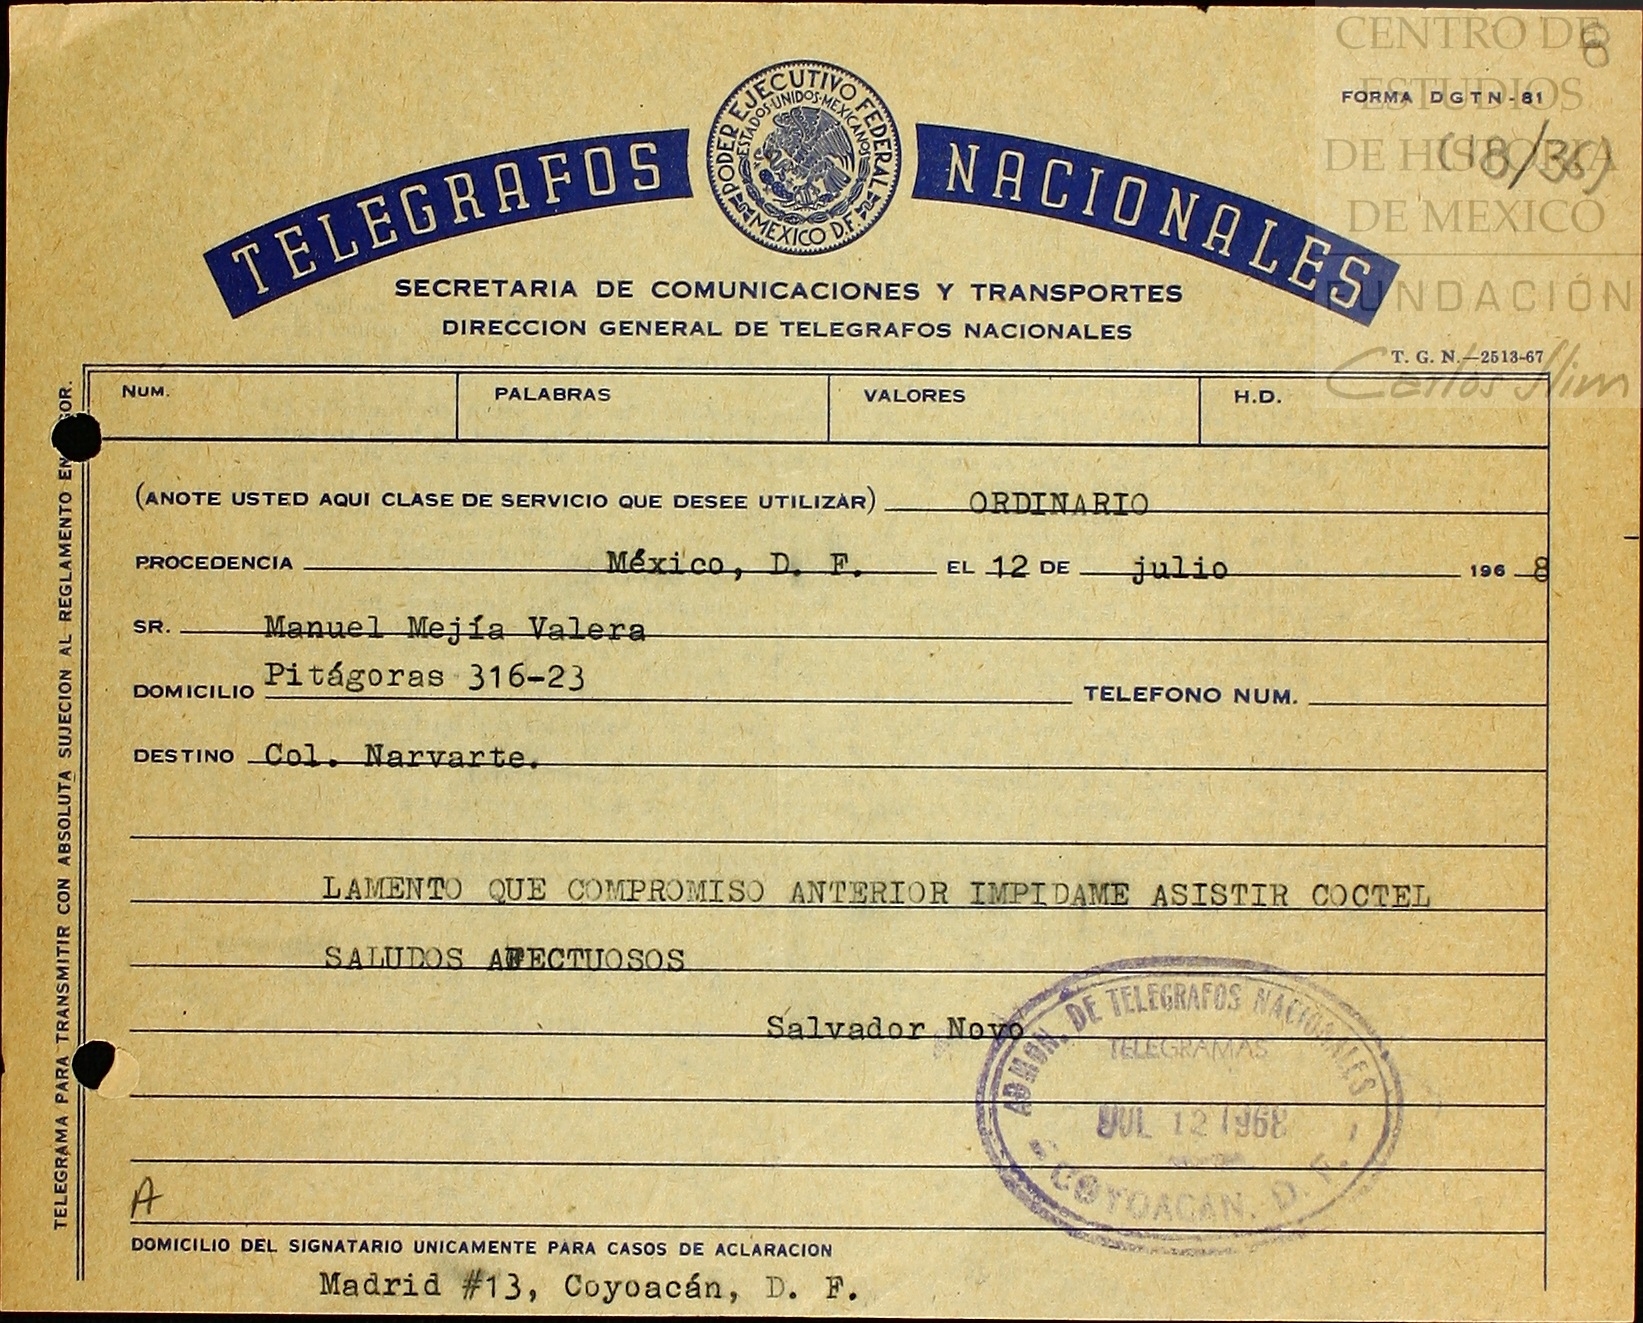 CENTRO DE
ESTUDIOS
DE HISTORIA
DE MEXICO
FUNDACIÓN
Carlos Slim
8
FORMA DGTN-81
(18/36)
TELEGRAFOS NACIONALES
PODER EJECUTIVO FEDERAL
ESTADOS UNIDOS MEXICANOS
MEXICO D.F.
SECRETARIA DE COMUNICACIONES Y TRANSPORTES
DIRECCION GENERAL DE TELEGRAFOS NACIONALES
T. G. N.—2513-67
NUM. PALABRAS VALORES H.D.
(ANOTE USTED AQUI CLASE DE SERVICIO QUE DESEE UTILIZAR) ORDINARIO
PROCEDENCIA México, D. F. EL 12 DE julio 1968
SR. Manuel Mejía Valera
DOMICILIO Pitágoras 316-23 TELEFONO NUM.
DESTINO Col. Narvarte.
LAMENTO QUE COMPROMISO ANTERIOR IMPIDAME ASISTIR COCTEL
SALUDOS AFECTUOSOS
Salvador Novo
ADMON. DE TELEGRAFOS NACIONALES
TELEGRAMAS
JUL 12 1968
COYOACAN, D. F.
A
DOMICILIO DEL SIGNATARIO UNICAMENTE PARA CASOS DE ACLARACION
Madrid #13, Coyoacán, D. F.
TELEGRAMA PARA TRANSMITIR CON ABSOLUTA SUJECION AL REGLAMENTO EN